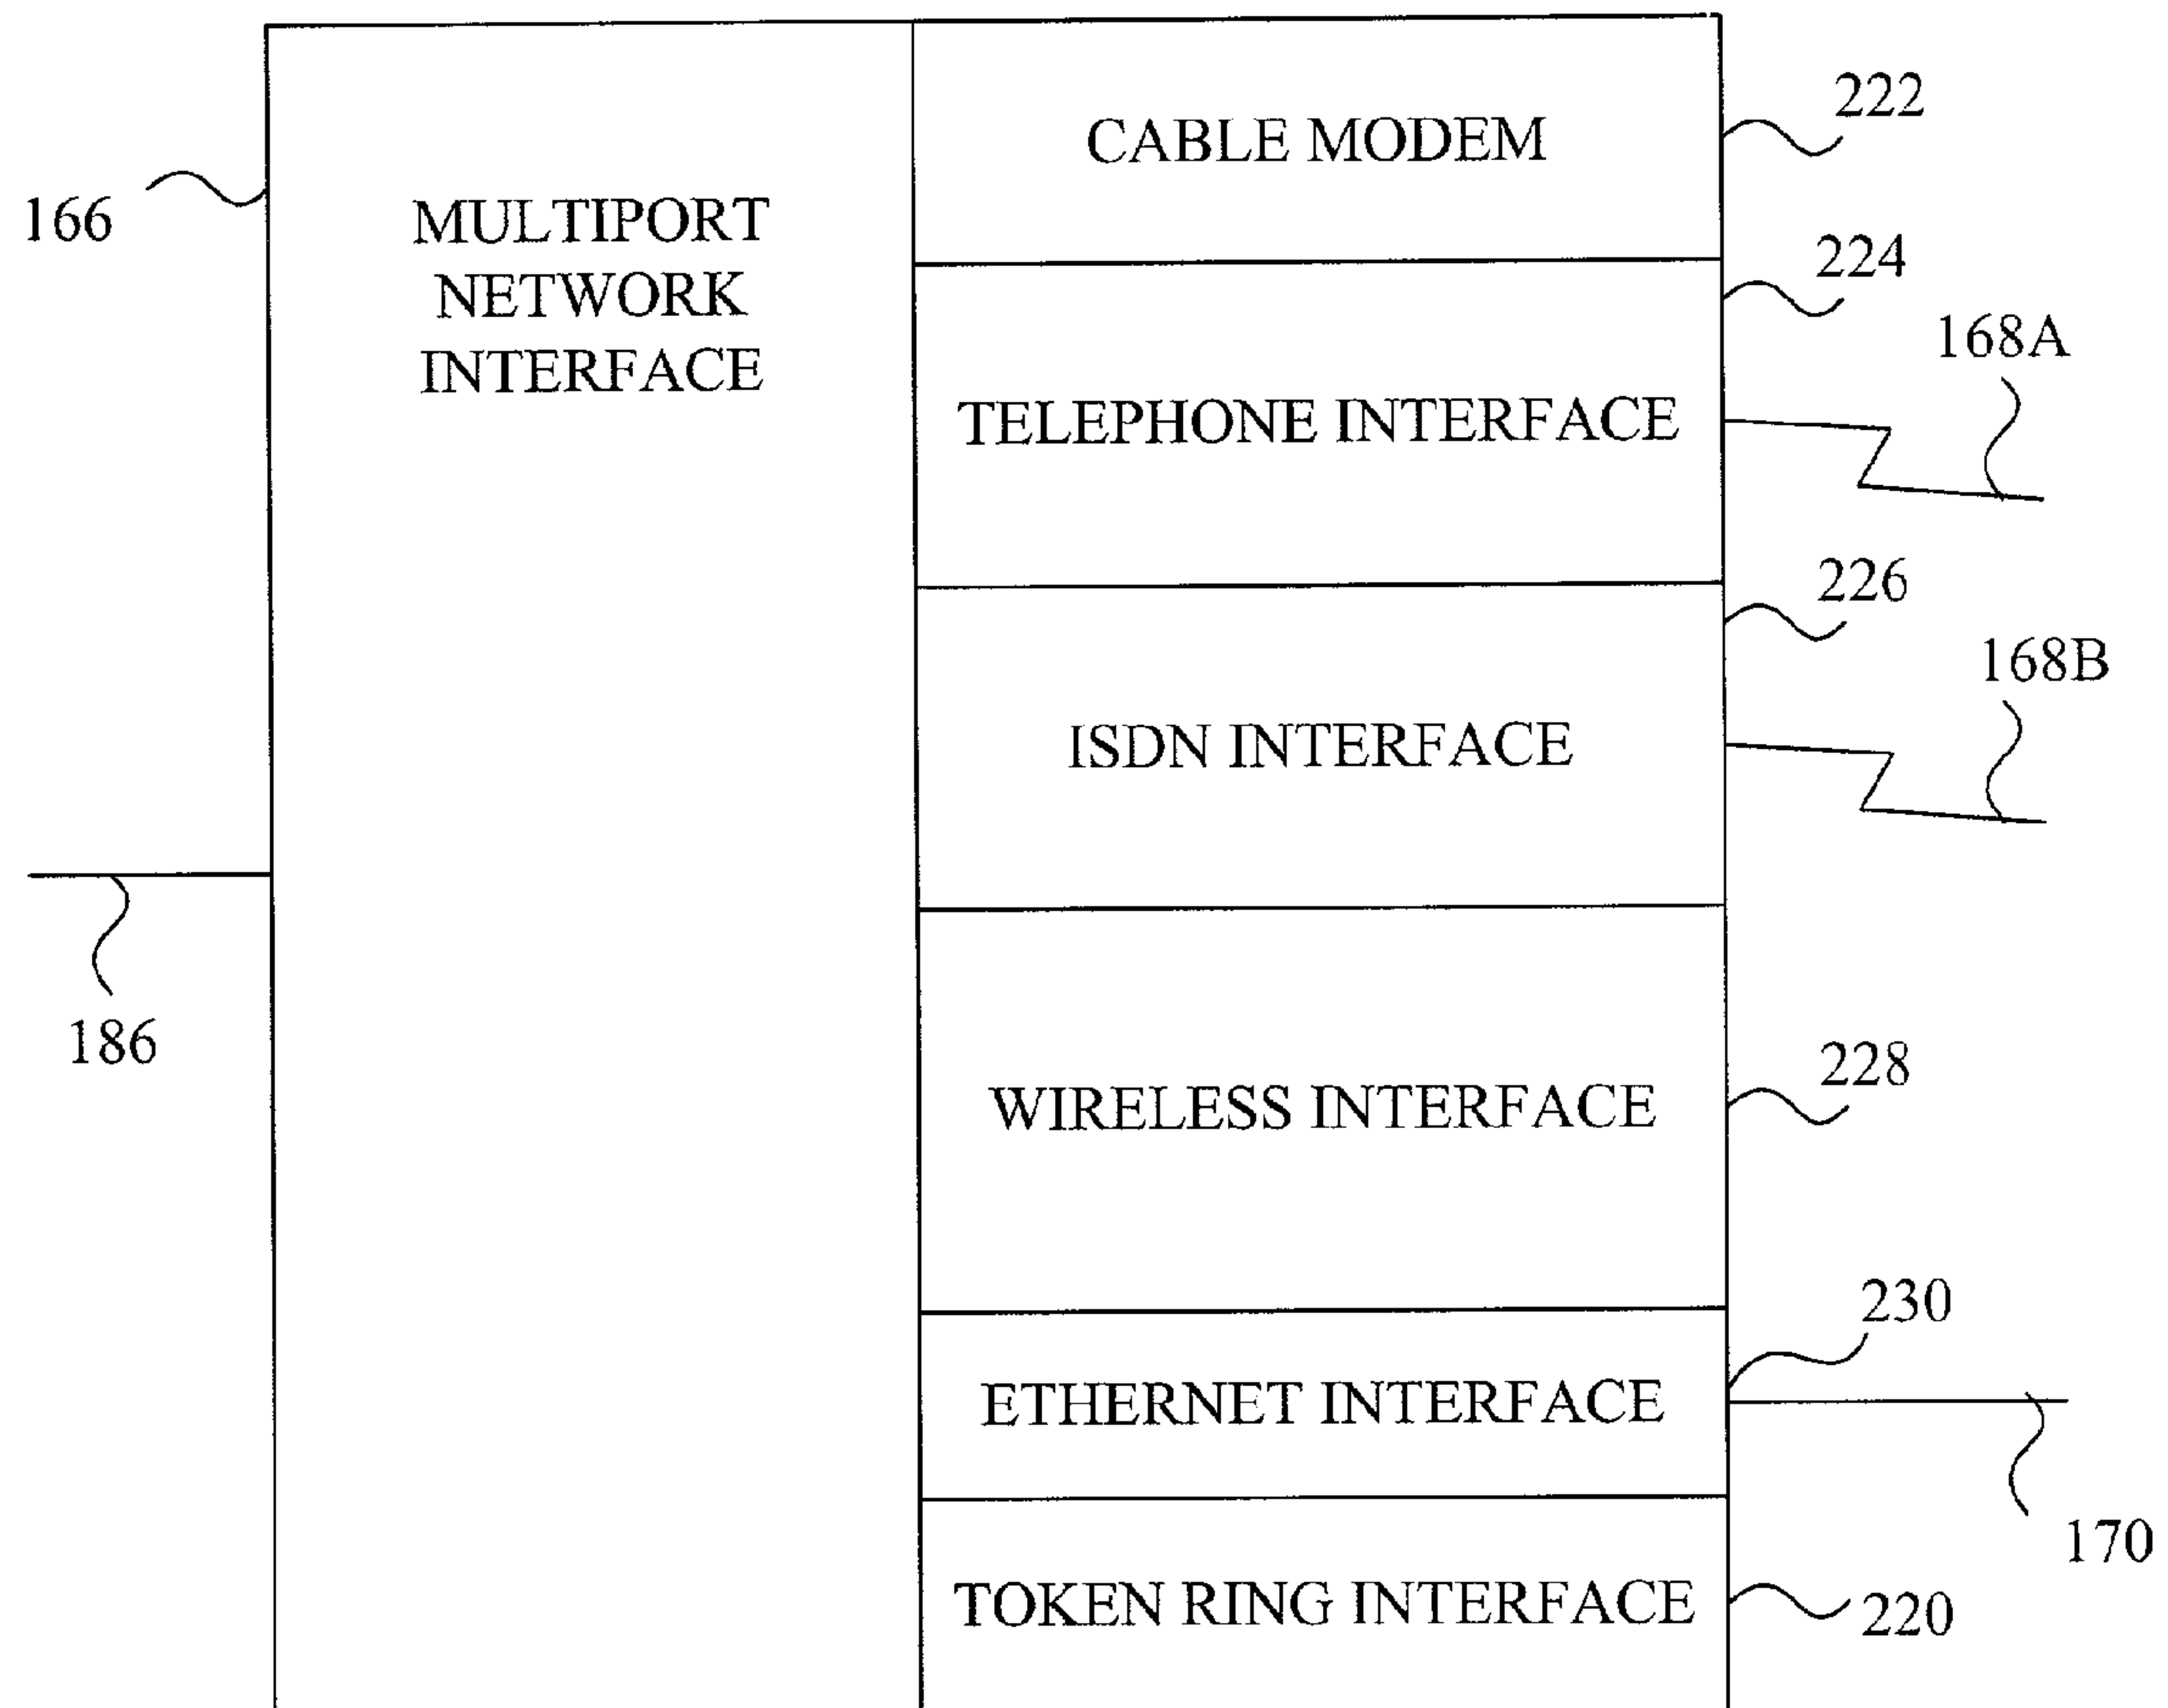 222
CABLE MODEM
166
MULTIPORT
NETWORK
INTERFACE
224
168A
TELEPHONE INTERFACE
226
168B
ISDN INTERFACE
186
228
WIRELESS INTERFACE
230
ETHERNET INTERFACE
170
TOKEN RING INTERFACE
220